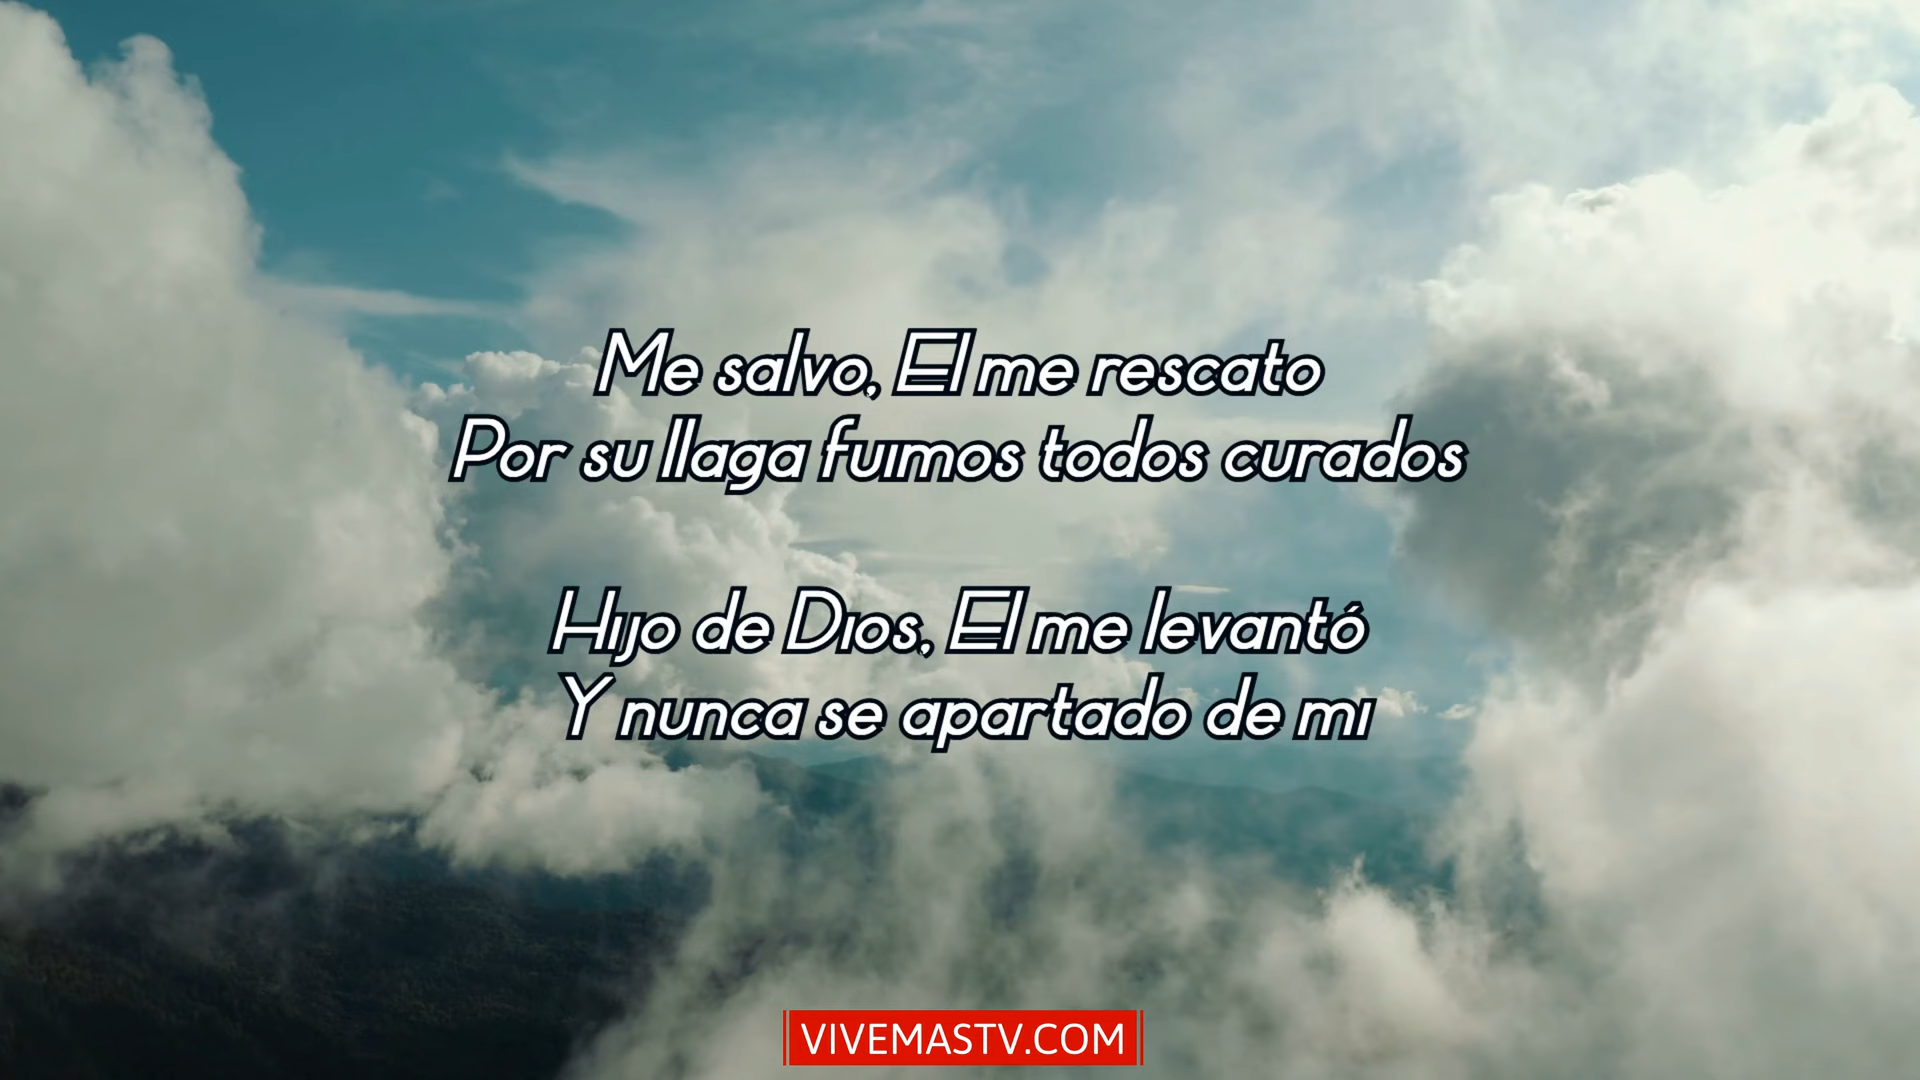 Me salvo, El me rescato
Por su llaga fuimos todos curados
Hijo de Dios, El me levantó
Y nunca se apartado de mi
VIVEMASTV.COM